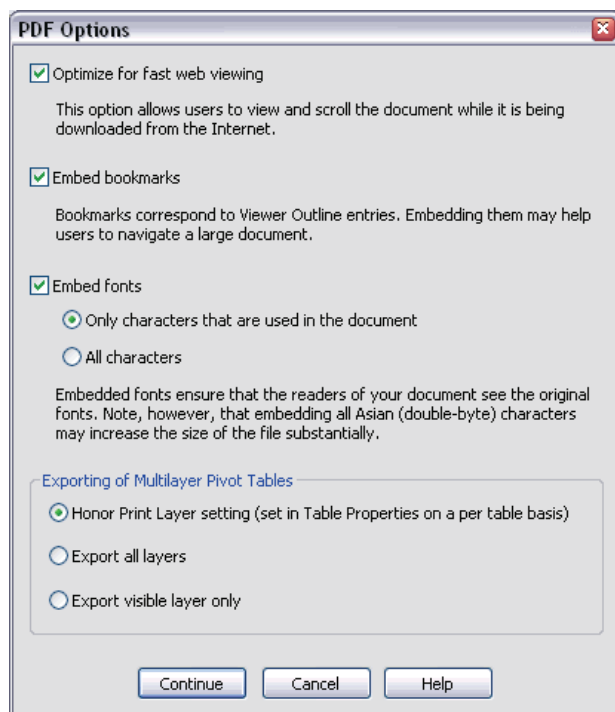 PDF Options
Optimize for fast web viewing
This option allows users to view and scroll the document while it is being
downloaded from the Internet.
Embed bookmarks
Bookmarks correspond to Viewer Outline entries. Embedding them may help
users to navigate a large document.
Embed fonts
Only characters that are used in the document
All characters
Embedded fonts ensure that the readers of your document see the original
fonts. Note, however, that embedding all Asian (double-byte) characters
may increase the size of the file substantially.
Exporting of Multilayer Pivot Tables
Honor Print Layer setting (set in Table Properties on a per table basis)
Export all layers
Export visible layer only
Continue Cancel Help